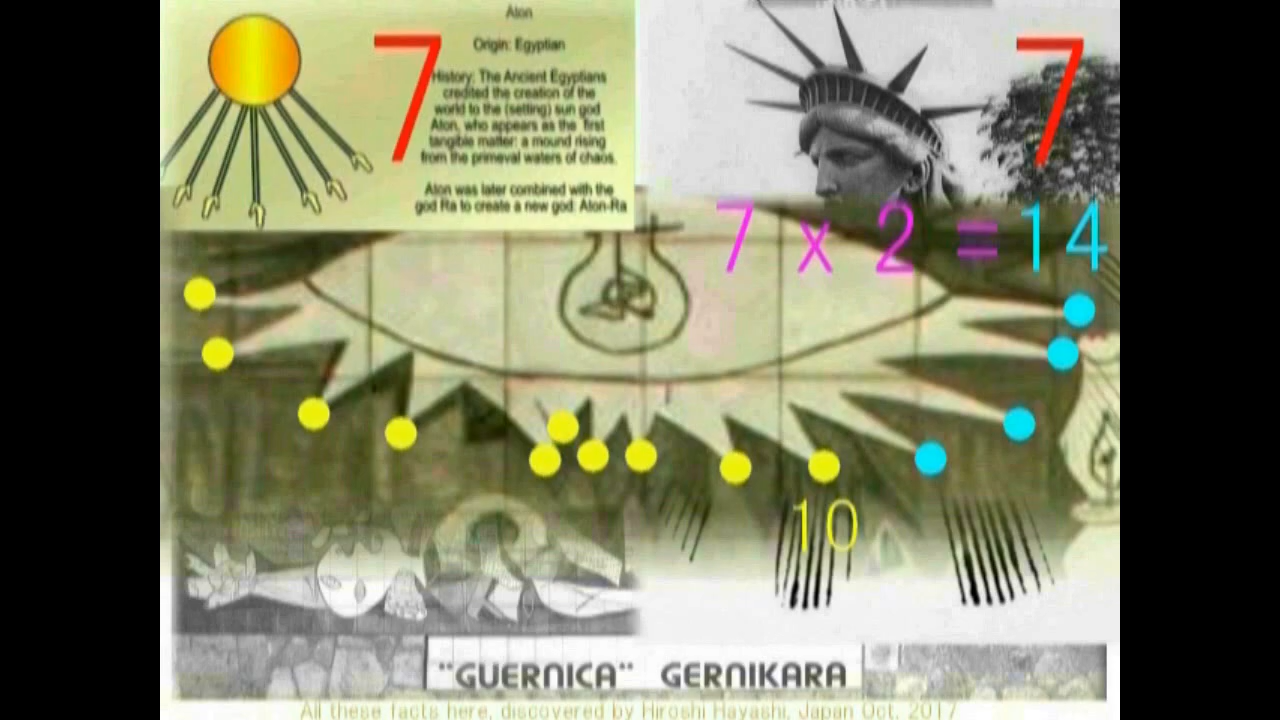 Aton
Origin: Egyptian
History: The Ancient Egyptians
credited the creation of the
world to the (setting) sun god
Aton, who appears as the first
tangible matter: a mound rising
from the primeval waters of chaos.
Aton was later combined with the
god Ra to create a new god: Aton-Ra
7
7
7 x 2 = 14
10
"GUERNICA" GERNIKARA
All these facts here, discovered by Hiroshi Hayashi, Japan Oct. 2017